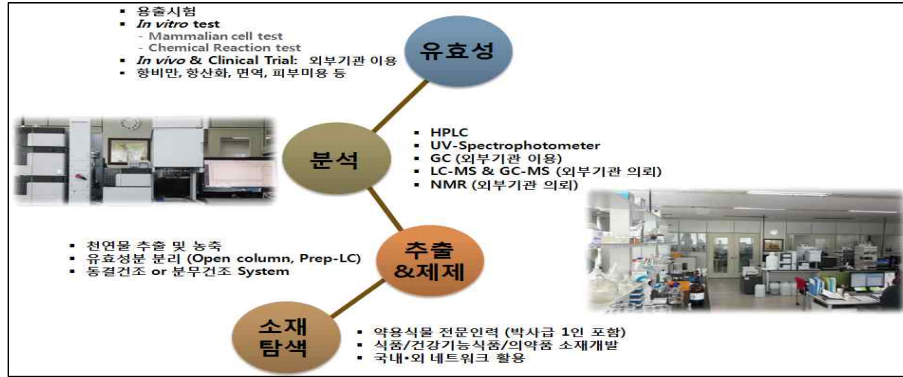 용출시험
In vitro test
- Mammalian cell test
- Chemical Reaction test
In vivo & Clinical Trial: 외부기관 이용
항비만, 항산화, 면역, 피부미용 등
유효성
분석
HPLC
UV-Spectrophotometer
GC (외부기관 이용)
LC-MS & GC-MS (외부기관 의뢰)
NMR (외부기관 의뢰)
천연물 추출 및 농축
유효성분 분리 (Open column, Prep-LC)
동결건조 or 분무건조 System
추출
&제제
소재
탐색
약용식물 전문인력 (박사급 1인 포함)
식품/건강기능식품/의약품 소재개발
국내·외 네트워크 활용